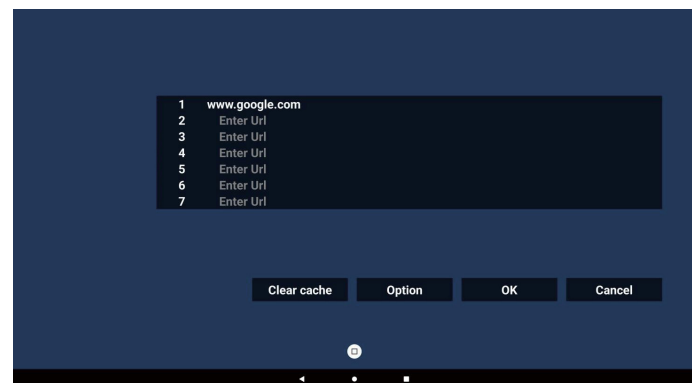 1 www.google.com
2 Enter Url
3 Enter Url
4 Enter Url
5 Enter Url
6 Enter Url
7 Enter Url
Clear cache Option OK Cancel